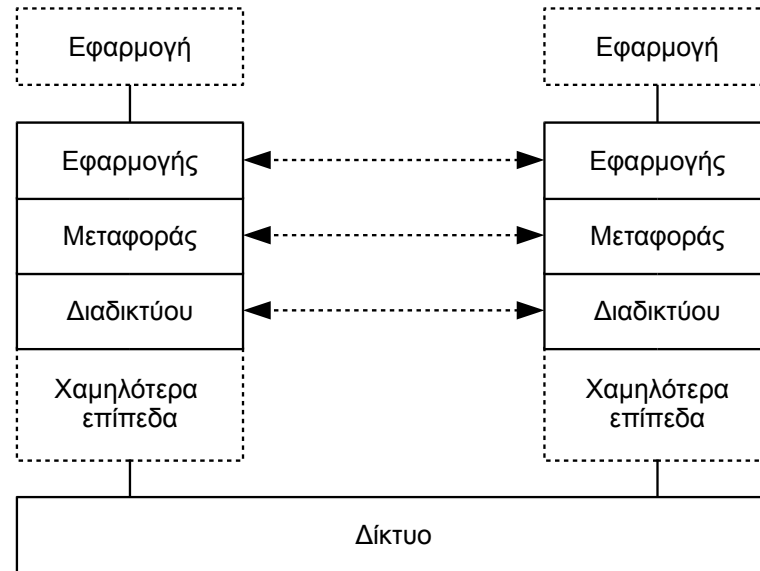 Εφαρμογή
Εφαρμογή
Εφαρμογής
Εφαρμογής
Μεταφοράς
Μεταφοράς
Διαδικτύου
Διαδικτύου
Χαμηλότερα
επίπεδα
Χαμηλότερα
επίπεδα
Δίκτυο